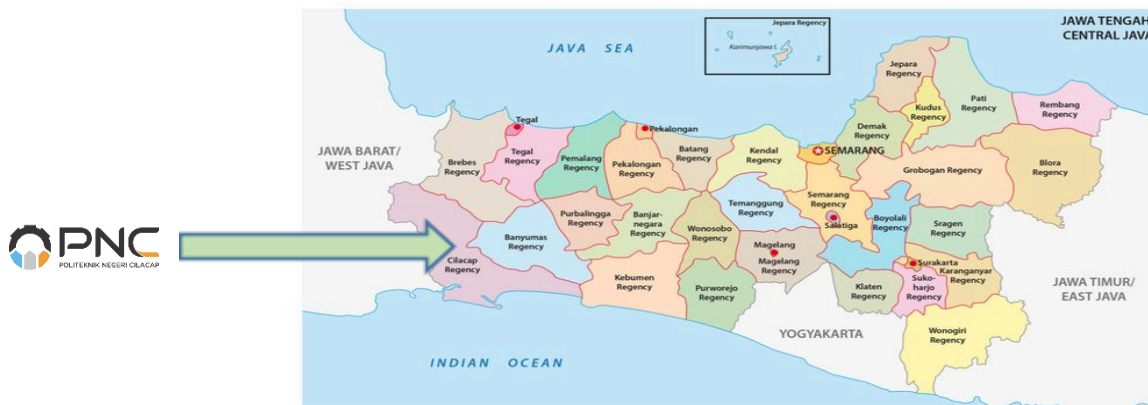 PNC
POLITEKNIK NEGERI CILACAP
JAVA SEA
Jepara Regency
Karimunjawa I.
JAWA TENGAH
CENTRAL JAVA
JAWA BARAT/
WEST JAVA
Brebes
Regency
Tegal
Tegal
Regency
Pemalang
Regency
Pekalongan
Pekalongan
Regency
Batang
Regency
Kendal
Regency
SEMARANG
Demak
Regency
Jepara
Regency
Kudus
Regency
Pati
Regency
Rembang
Regency
Blora
Regency
Grobogan Regency
Cilacap
Regency
Banyumas
Regency
Purbalingga
Regency
Banjar-
negara
Regency
Wonosobo
Regency
Temanggung
Regency
Semarang
Regency
Salatiga
Boyolali
Regency
Sragen
Regency
Kebumen
Regency
Purworejo
Regency
Magelang
Magelang
Regency
Klaten
Regency
Surakarta
Suko-
harjo
Regency
Karanganyar
Regency
Wonogiri
Regency
JAWA TIMUR/
EAST JAVA
YOGYAKARTA
INDIAN OCEAN